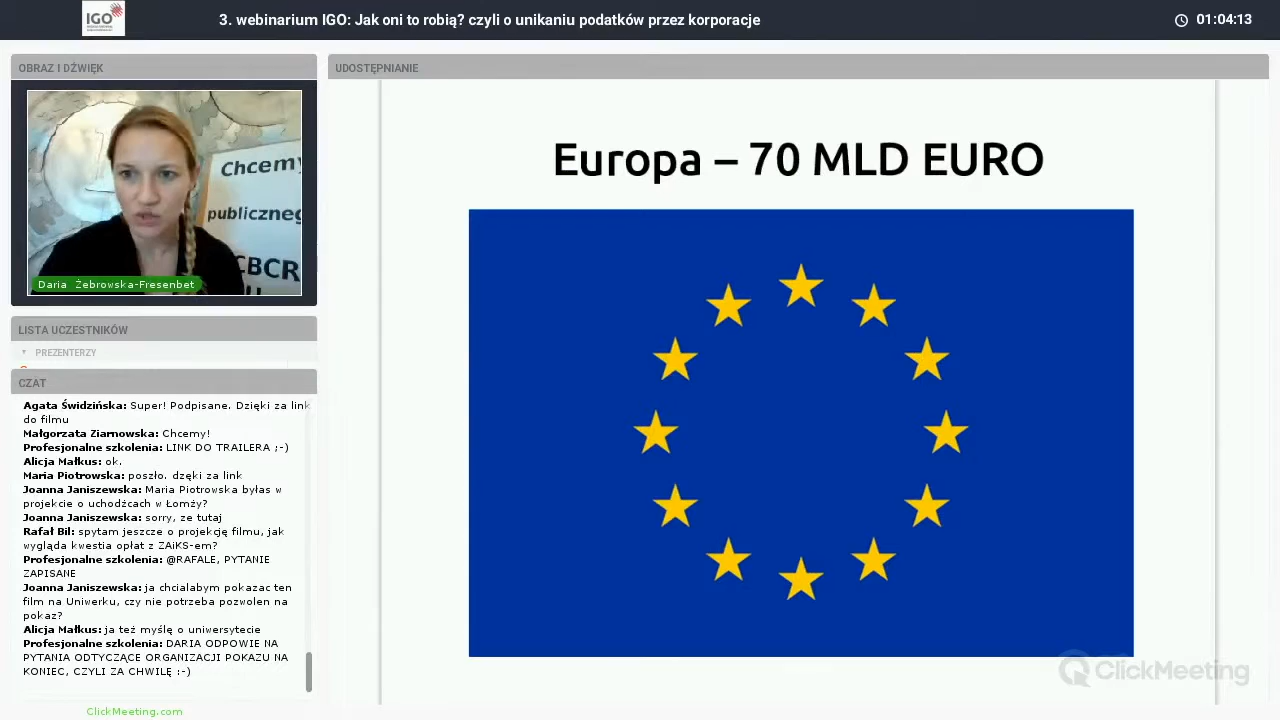 IGO
3. webinarium IGO: Jak oni to robią? czyli o unikaniu podatków przez korporacje
01:04:13
OBRAZ I DŹWIĘK
Chcemy
publiczneg
CBCR
Daria Żebrowska-Fresenbet
LISTA UCZESTNIKÓW
PREZENTERZY
CZAT
Agata Świdzińska: Super! Podpisane. Dzięki za link
do filmu
Małgorzata Ziarnowska: Chcemy!
Profesjonalne szkolenia: LINK DO TRAILERA ;-)
Alicja Małkus: ok.
Maria Piotrowska: poszło. dzęki za link
Joanna Janiszewska: Maria Piotrowska byłas w
projekcie o uchodźcach w Łomży?
Joanna Janiszewska: sorry, ze tutaj
Rafał Bil: spytam jeszcze o projekcję filmu, jak
wygląda kwestia opłat z ZAiKS-em?
Profesjonalne szkolenia: @RAFALE, PYTANIE
ZAPISANE
Joanna Janiszewska: ja chcialabym pokazac ten
film na Uniwerku, czy nie potrzeba pozwolen na
pokaz?
Alicja Małkus: ja też myślę o uniwersytecie
Profesjonalne szkolenia: DARIA ODPOWIE NA
PYTANIA ODTYCZĄCE ORGANIZACJI POKAZU NA
KONIEC, CZYLI ZA CHWILĘ :-)
ClickMeeting.com
UDOSTĘPNIANIE
Europa – 70 MLD EURO
ClickMeeting